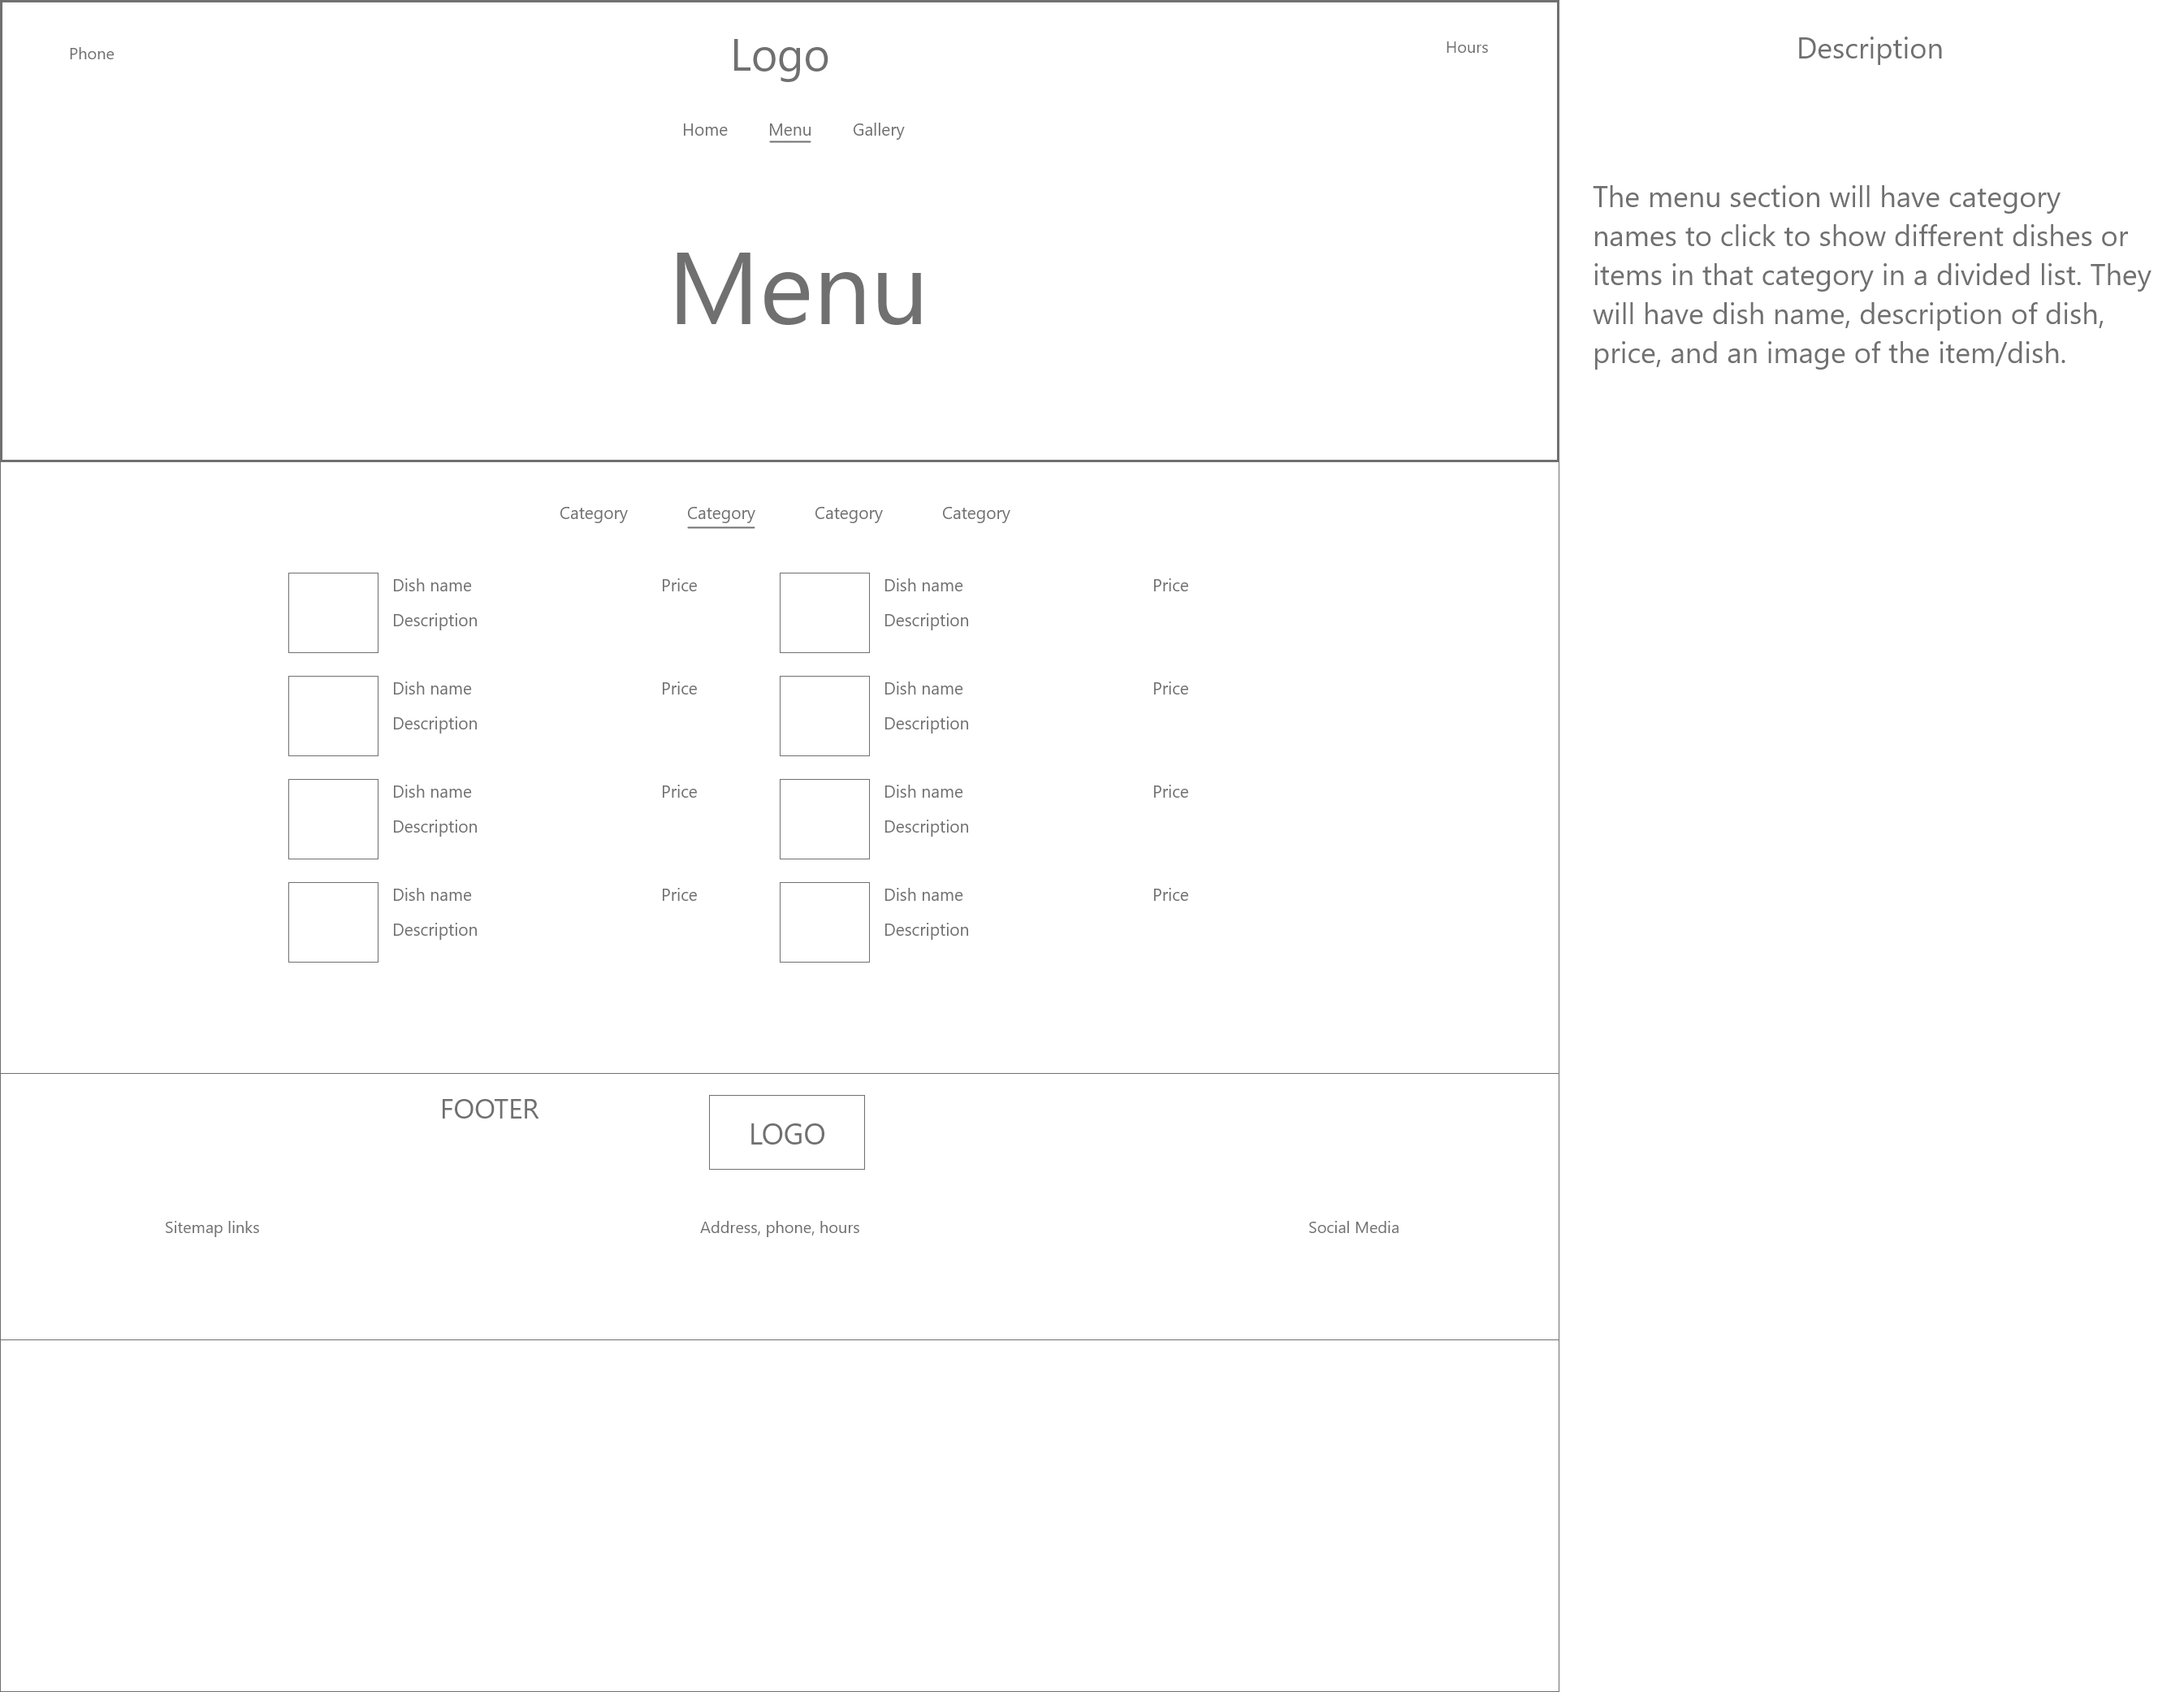 Phone
Logo
Hours
Home Menu Gallery
Menu
Category Category Category Category
Dish name Price Dish name Price
Description Description
Dish name Price Dish name Price
Description Description
Dish name Price Dish name Price
Description Description
Dish name Price Dish name Price
Description Description
FOOTER
LOGO
Sitemap links Address, phone, hours Social Media
Description
The menu section will have category
names to click to show different dishes or
items in that category in a divided list. They
will have dish name, description of dish,
price, and an image of the item/dish.